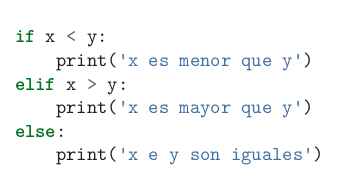 if x < y:
    print('x es menor que y')
elif x > y:
    print('x es mayor que y')
else:
    print('x e y son iguales')